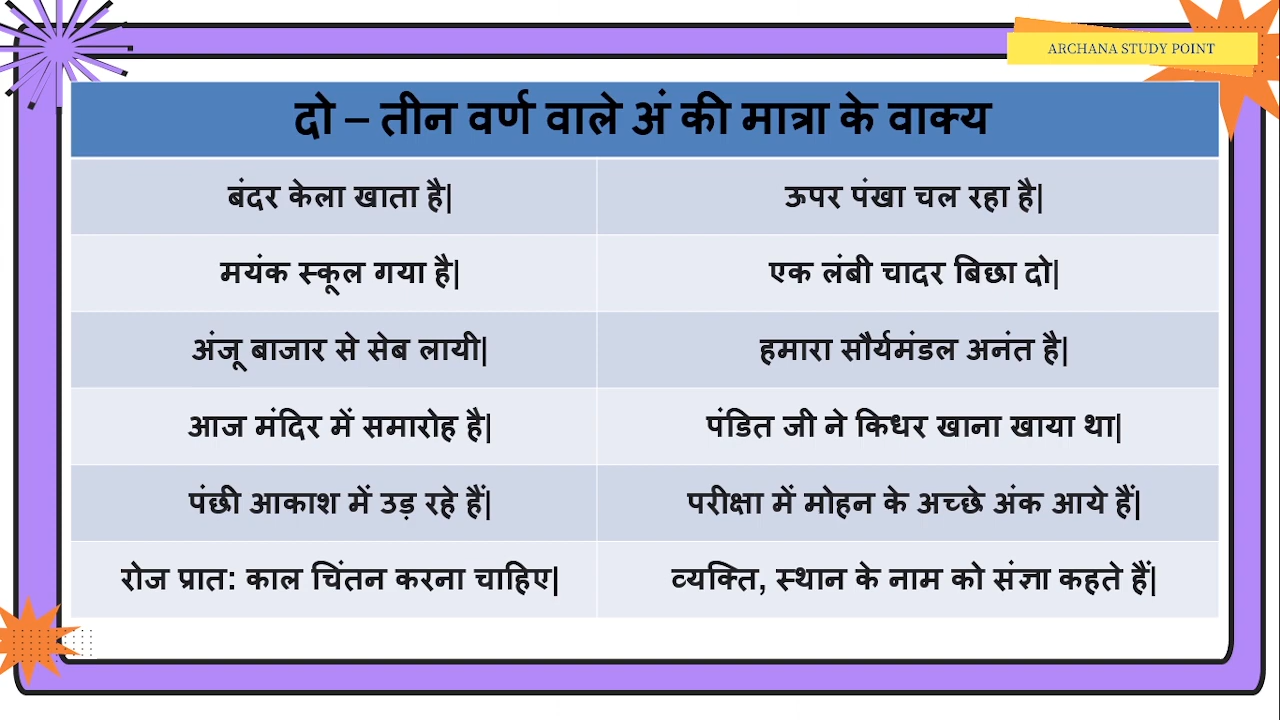 ARCHANA STUDY POINT
दो – तीन वर्ण वाले अं की मात्रा के वाक्य
बंदर केला खाता है|
ऊपर पंखा चल रहा है|
मयंक स्कूल गया है|
एक लंबी चादर बिछा दो|
अंजू बाजार से सेब लायी|
हमारा सौर्यमंडल अनंत है|
आज मंदिर में समारोह है|
पंडित जी ने किधर खाना खाया था|
पंछी आकाश में उड़ रहे हैं|
परीक्षा में मोहन के अच्छे अंक आये हैं|
रोज प्रात: काल चिंतन करना चाहिए|
व्यक्ति, स्थान के नाम को संज्ञा कहते हैं|